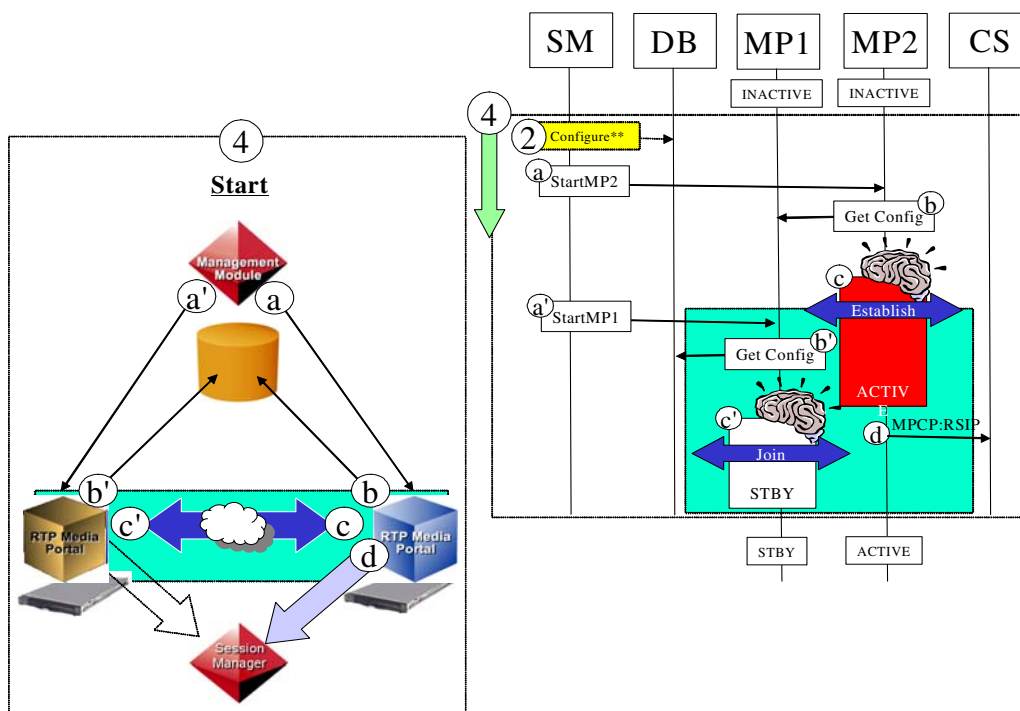 4
Start
Management
Module
a'
a
b'
b
c'
c
RTP Media
Portal
RTP Media
Portal
d
Session
Manager
SM
DB
MP1
MP2
CS
INACTIVE
INACTIVE
4
2
Configure**
a
StartMP2
b
Get Config
c
Establish
a'
StartMP1
b'
Get Config
ACTIV
E
c'
d
MPCP:RSIP
Join
STBY
STBY
ACTIVE